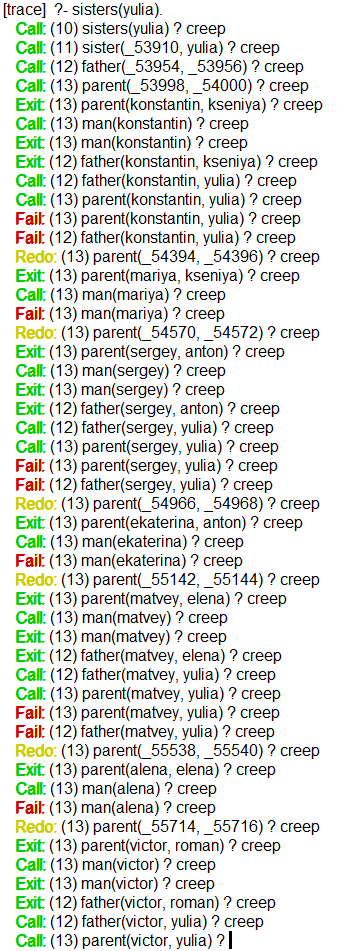 [trace]  ?- sisters(yulia).
Call: (10) sisters(yulia) ? creep
Call: (11) sister(_53910, yulia) ? creep
Call: (12) father(_53954, _53956) ? creep
Call: (13) parent(_53998, _54000) ? creep
Exit: (13) parent(konstantin, kseniya) ? creep
Call: (13) man(konstantin) ? creep
Exit: (13) man(konstantin) ? creep
Exit: (12) father(konstantin, kseniya) ? creep
Call: (12) father(konstantin, yulia) ? creep
Call: (13) parent(konstantin, yulia) ? creep
Fail: (13) parent(konstantin, yulia) ? creep
Fail: (12) father(konstantin, yulia) ? creep
Redo: (13) parent(_54394, _54396) ? creep
Exit: (13) parent(mariya, kseniya) ? creep
Call: (13) man(mariya) ? creep
Fail: (13) man(mariya) ? creep
Redo: (13) parent(_54570, _54572) ? creep
Exit: (13) parent(sergey, anton) ? creep
Call: (13) man(sergey) ? creep
Exit: (13) man(sergey) ? creep
Exit: (12) father(sergey, anton) ? creep
Call: (12) father(sergey, yulia) ? creep
Call: (13) parent(sergey, yulia) ? creep
Fail: (13) parent(sergey, yulia) ? creep
Fail: (12) father(sergey, yulia) ? creep
Redo: (13) parent(_54966, _54968) ? creep
Exit: (13) parent(ekaterina, anton) ? creep
Call: (13) man(ekaterina) ? creep
Fail: (13) man(ekaterina) ? creep
Redo: (13) parent(_55142, _55144) ? creep
Exit: (13) parent(matvey, elena) ? creep
Call: (13) man(matvey) ? creep
Exit: (13) man(matvey) ? creep
Exit: (12) father(matvey, elena) ? creep
Call: (12) father(matvey, yulia) ? creep
Call: (13) parent(matvey, yulia) ? creep
Fail: (13) parent(matvey, yulia) ? creep
Fail: (12) father(matvey, yulia) ? creep
Redo: (13) parent(_55538, _55540) ? creep
Exit: (13) parent(alena, elena) ? creep
Call: (13) man(alena) ? creep
Fail: (13) man(alena) ? creep
Redo: (13) parent(_55714, _55716) ? creep
Exit: (13) parent(victor, roman) ? creep
Call: (13) man(victor) ? creep
Exit: (13) man(victor) ? creep
Exit: (12) father(victor, roman) ? creep
Call: (12) father(victor, yulia) ? creep
Call: (13) parent(victor, yulia) ?